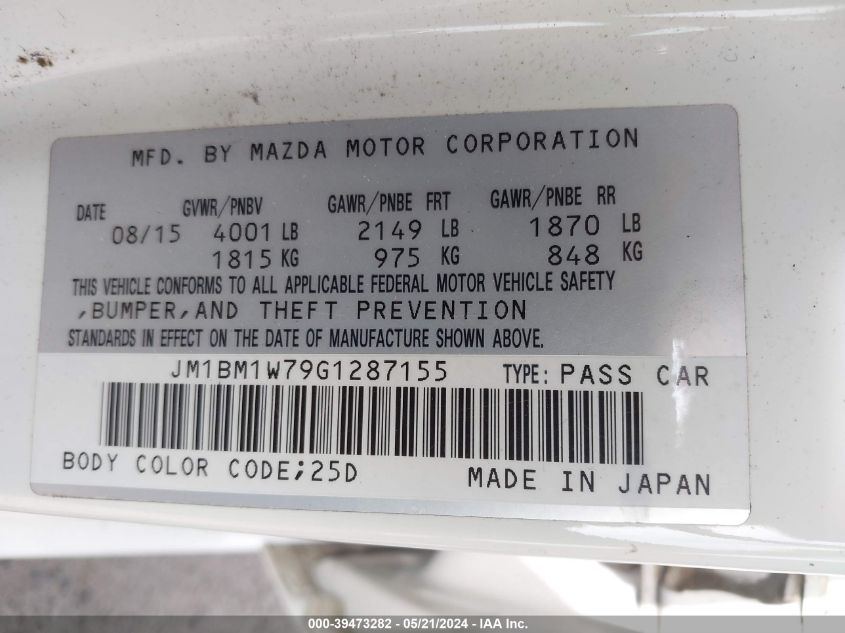 MFD. BY MAZDA MOTOR CORPORATION
DATE GVWR/PNBV GAWR/PNBE FRT GAWR/PNBE RR
08/15 4001 LB 2149 LB 1870 LB
1815 KG 975 KG 848 KG
THIS VEHICLE CONFORMS TO ALL APPLICABLE FEDERAL MOTOR VEHICLE SAFETY
,BUMPER,AND THEFT PREVENTION
STANDARDS IN EFFECT ON THE DATE OF MANUFACTURE SHOWN ABOVE.
JM1BM1W79G1287155 TYPE: PASS CAR
BODY COLOR CODE;25D MADE IN JAPAN
000-39473282 - 05/21/2024 - IAA Inc.